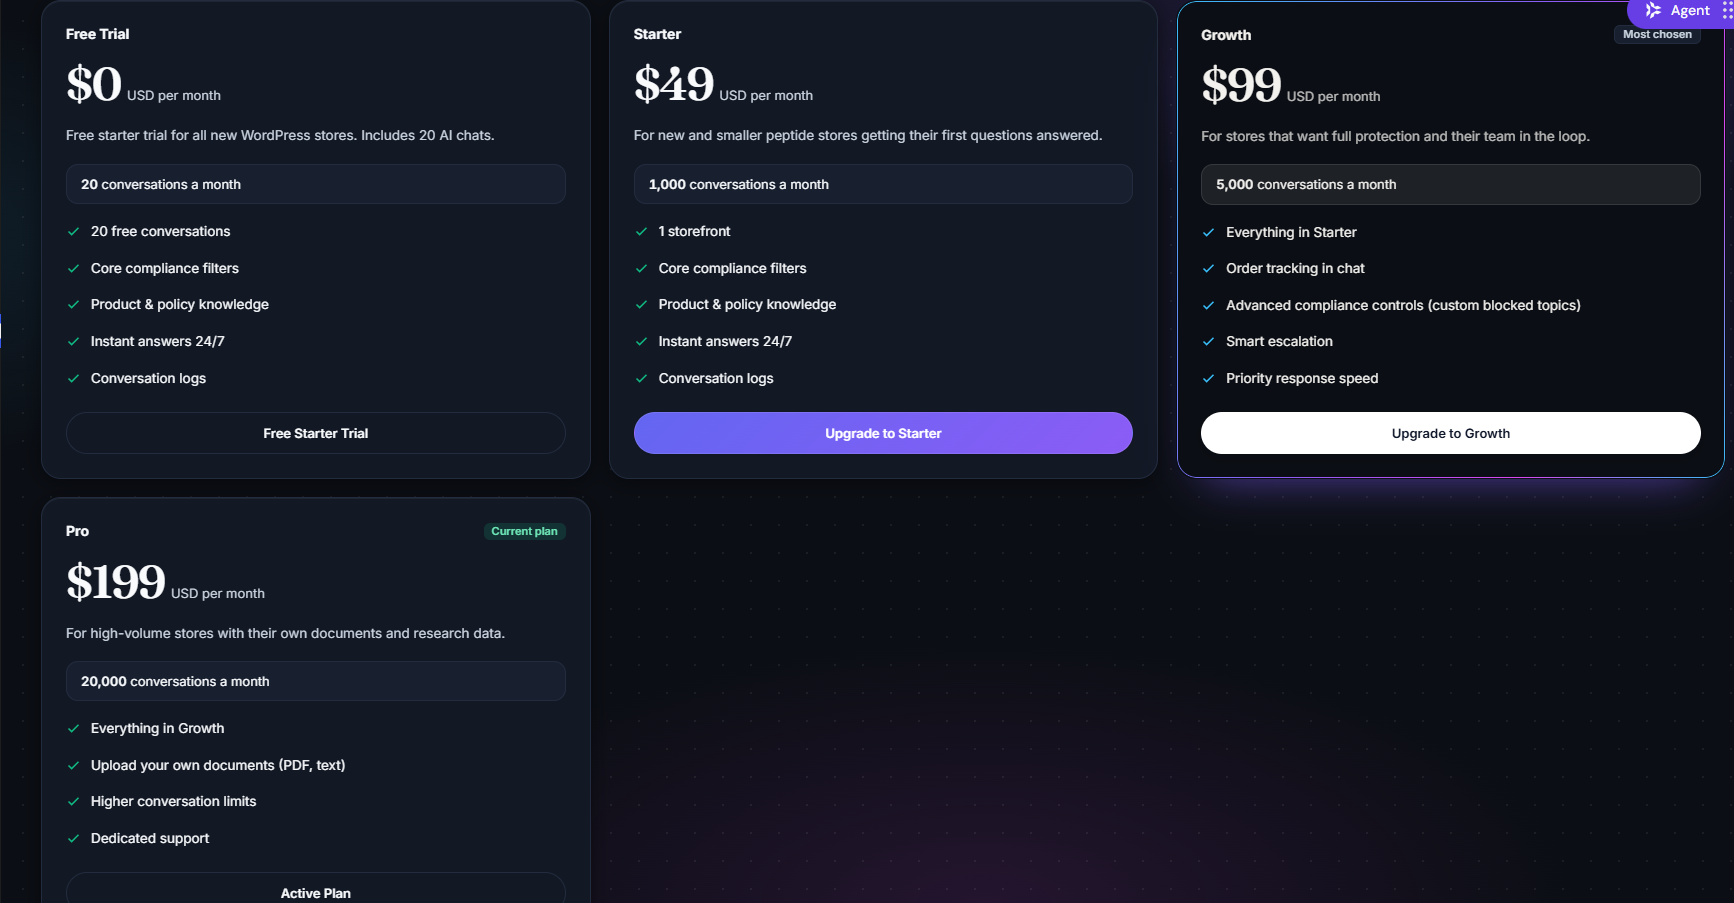 Agent
Free Trial
$0 USD per month
Free starter trial for all new WordPress stores. Includes 20 AI chats.
20 conversations a month
20 free conversations
Core compliance filters
Product & policy knowledge
Instant answers 24/7
Conversation logs
Free Starter Trial
Starter
$49 USD per month
For new and smaller peptide stores getting their first questions answered.
1,000 conversations a month
1 storefront
Core compliance filters
Product & policy knowledge
Instant answers 24/7
Conversation logs
Upgrade to Starter
Growth
Most chosen
$99 USD per month
For stores that want full protection and their team in the loop.
5,000 conversations a month
Everything in Starter
Order tracking in chat
Advanced compliance controls (custom blocked topics)
Smart escalation
Priority response speed
Upgrade to Growth
Pro
Current plan
$199 USD per month
For high-volume stores with their own documents and research data.
20,000 conversations a month
Everything in Growth
Upload your own documents (PDF, text)
Higher conversation limits
Dedicated support
Active Plan